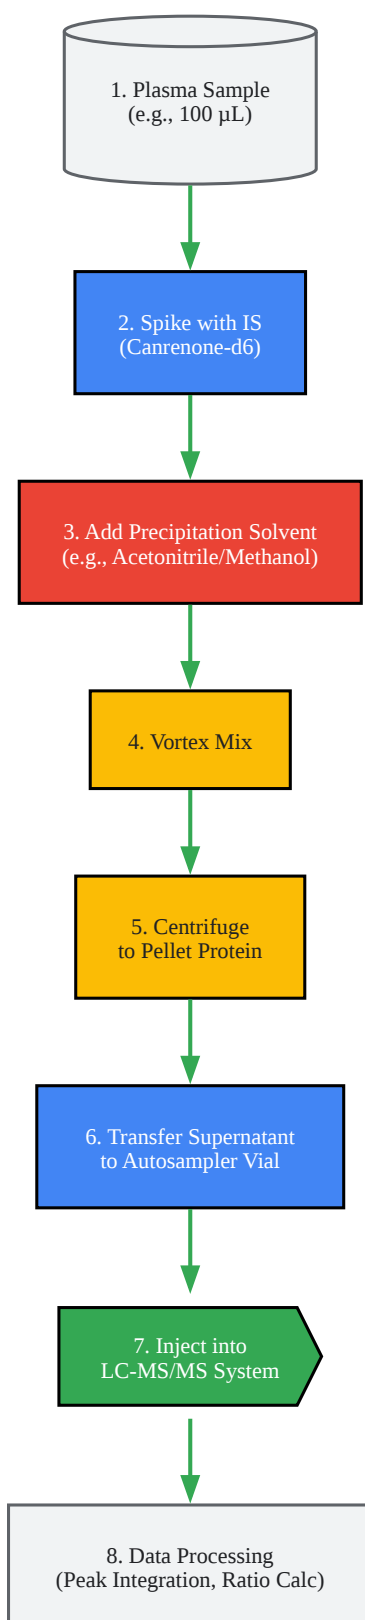 1. Plasma Sample
(e.g., 100 µL)
2. Spike with IS
(Canrenone-d6)
3. Add Precipitation Solvent
(e.g., Acetonitrile/Methanol)
4. Vortex Mix
5. Centrifuge
to Pellet Protein
6. Transfer Supernatant
to Autosampler Vial
7. Inject into
LC-MS/MS System
8. Data Processing
(Peak Integration, Ratio Calc)